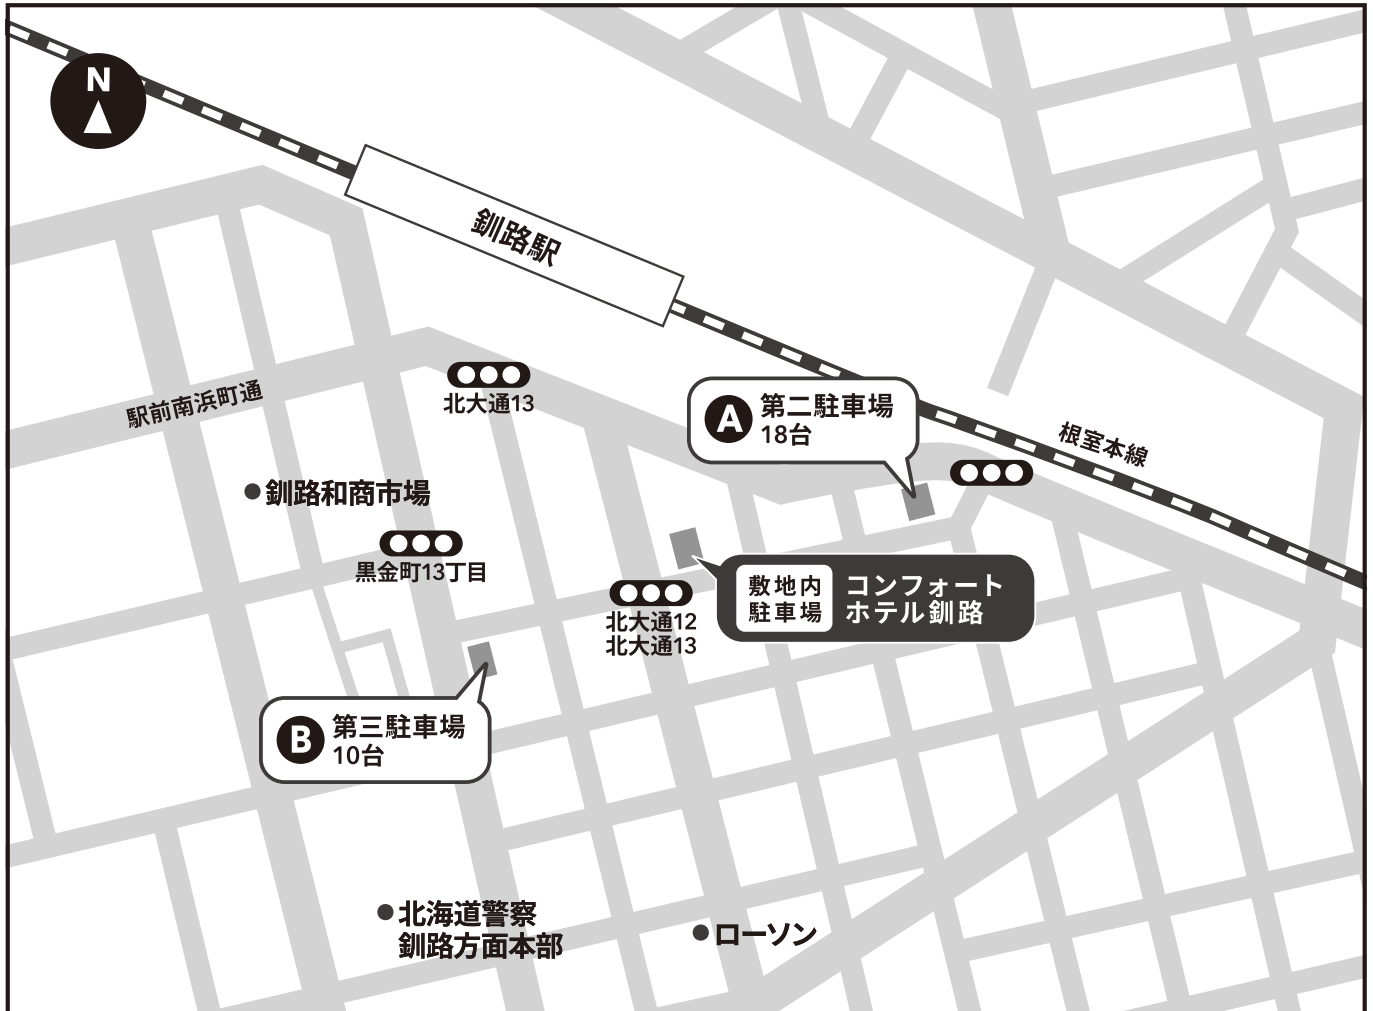 N
釧路駅
駅前南浜町通
北大通13
A
第二駐車場
18台
根室本線
釧路和商市場
黒金町13丁目
敷地内
駐車場
コンフォート
ホテル釧路
北大通12
北大通13
B
第三駐車場
10台
北海道警察
釧路方面本部
ローソン